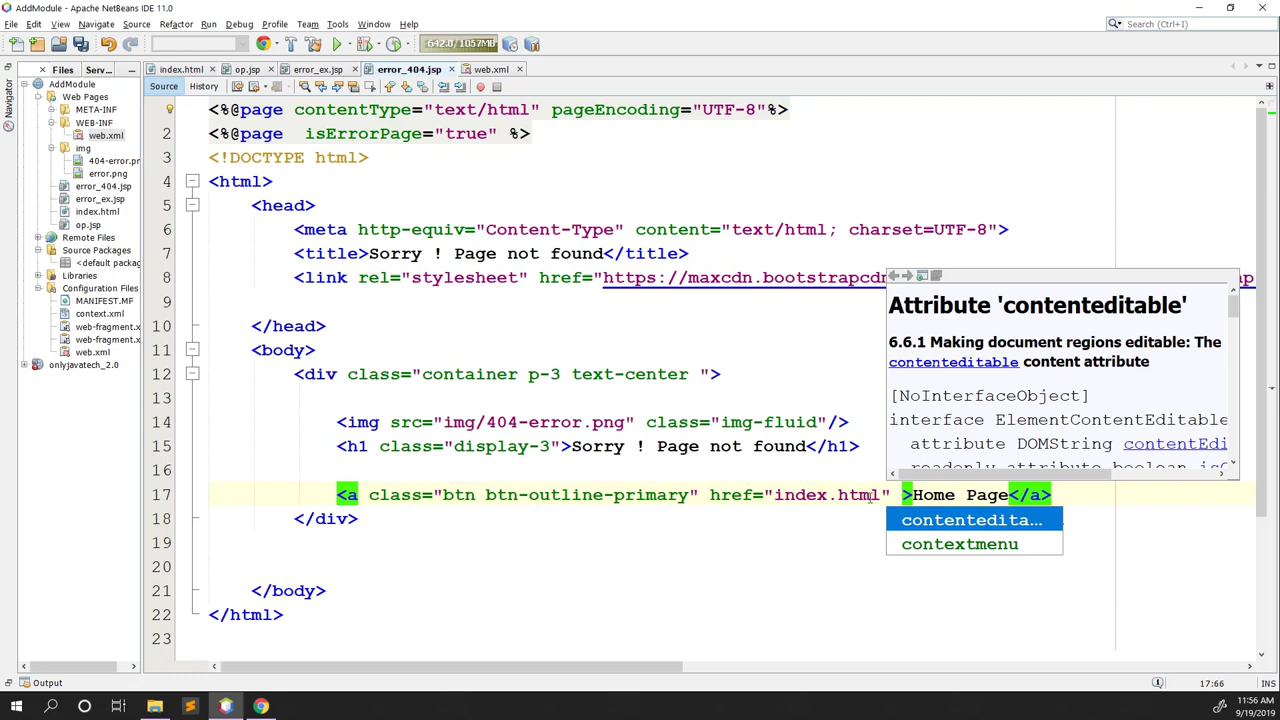 AddModule - Apache NetBeans IDE 11.0
File Edit View Navigate Source Refactor Run Debug Profile Team Tools Window Help
Search (Ctrl+I)
642.0/1057MB
Files Serv...
index.html op.jsp error_ex.jsp error_404.jsp web.xml
Navigator
Source History
AddModule
Web Pages
META-INF
WEB-INF
web.xml
img
404-error.pr
error.png
error_404.jsp
error_ex.jsp
index.html
op.jsp
Remote Files
Source Packages
<default packag
Libraries
Configuration Files
MANIFEST.MF
context.xml
web-fragment.x
web-fragment.x
web.xml
onlyjavatech_2.0
<%@page contentType="text/html" pageEncoding="UTF-8"%>
2 <%@page  isErrorPage="true" %>
3 <!DOCTYPE html>
4 <html>
5 <head>
6 <meta http-equiv="Content-Type" content="text/html; charset=UTF-8">
7 <title>Sorry ! Page not found</title>
8 <link rel="stylesheet" href="https://maxcdn.bootstrapcdn
10 </head>
11 <body>
12 <div class="container p-3 text-center ">
13
14 <img src="img/404-error.png" class="img-fluid"/>
15 <h1 class="display-3">Sorry ! Page not found</h1>
16
17 <a class="btn btn-outline-primary" href="index.html" >Home Page</a>
18 </div>
19
20
21 </body>
22 </html>
23
Attribute 'contenteditable'
6.6.1 Making document regions editable: The
contenteditable content attribute
[NoInterfaceObject]
interface ElementContentEditable
attribute DOMString contentEdi
contentedita...
contextmenu
Output
17:66 INS
11:56 AM
9/19/2019